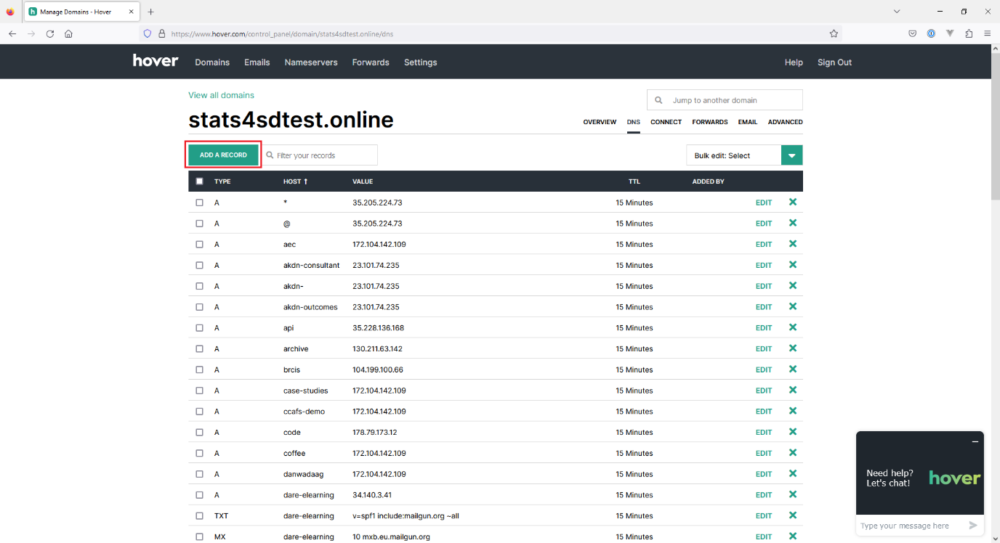 Manage Domains - Hover
https://www.hover.com/control_panel/domain/stats4sdtest.online/dns
hover Domains Emails Nameservers Forwards Settings Help Sign Out
View all domains
Jump to another domain
stats4sdtest.online
OVERVIEW DNS CONNECT FORWARDS EMAIL ADVANCED
ADD A RECORD Filter your records Bulk edit: Select
TYPE HOST ↑ VALUE TTL ADDED BY
A * 35.205.224.73 15 Minutes EDIT
A @ 35.205.224.73 15 Minutes EDIT
A aec 172.104.142.109 15 Minutes EDIT
A akdn-consultant 23.101.74.235 15 Minutes EDIT
A akdn- 23.101.74.235 15 Minutes EDIT
A akdn-outcomes 23.101.74.235 15 Minutes EDIT
A api 35.228.136.168 15 Minutes EDIT
A archive 130.211.63.142 15 Minutes EDIT
A brcis 104.199.100.66 15 Minutes EDIT
A case-studies 172.104.142.109 15 Minutes EDIT
A ccafs-demo 172.104.142.109 15 Minutes EDIT
A code 178.79.173.12 15 Minutes EDIT
A coffee 172.104.142.109 15 Minutes EDIT
A danwadaag 172.104.142.109 15 Minutes EDIT
A dare-elearning 34.140.3.41 15 Minutes EDIT
TXT dare-elearning v=spf1 include:mailgun.org ~all 15 Minutes EDIT
MX dare-elearning 10 mxb.eu.mailgun.org 15 Minutes EDIT
Need help?
Let's chat!
hover
Type your message here